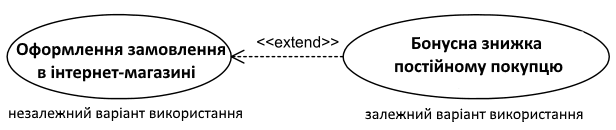 Оформлення замовлення
в інтернет-магазині
<<extend>>
Бонусна знижка
постійному покупцю
незалежний варіант використання
залежний варіант використання